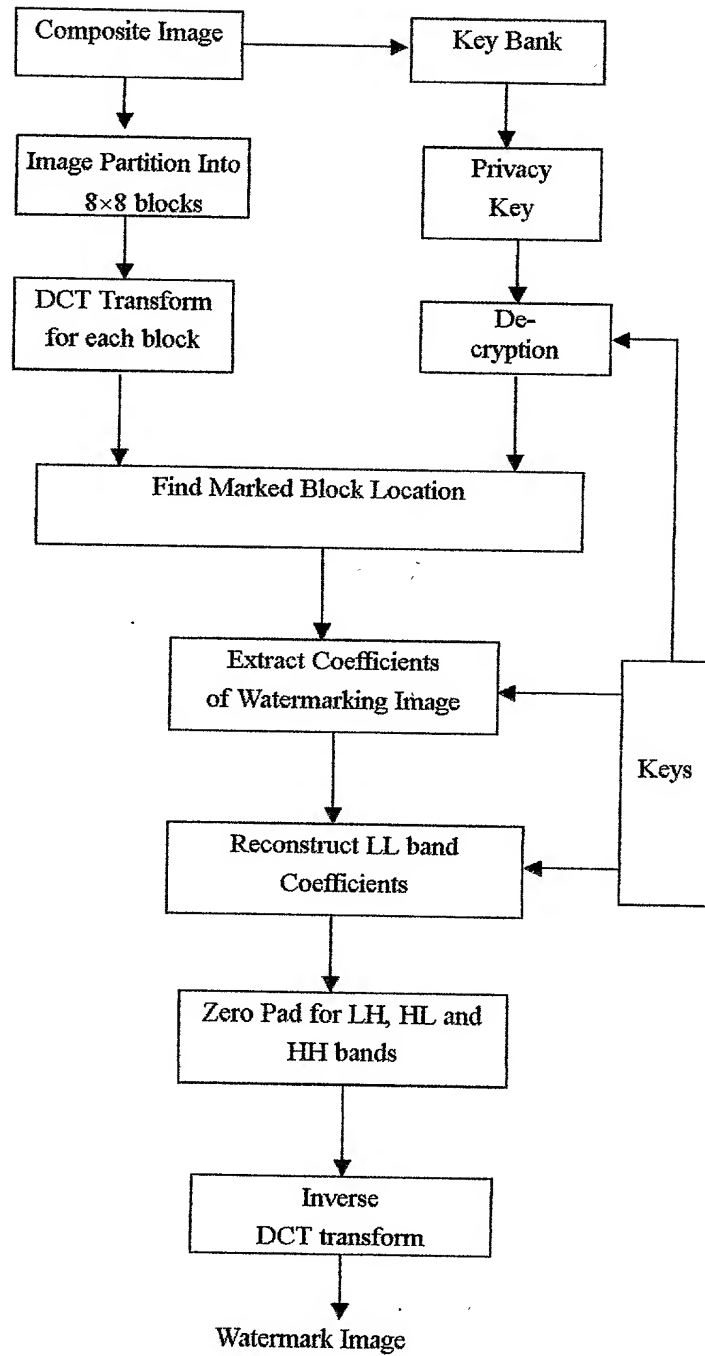 Composite Image
Key Bank
Image Partition Into
8×8 blocks
Privacy
Key
DCT Transform
for each block
De-
cryption
Find Marked Block Location
Extract Coefficients
of Watermarking Image
Keys
Reconstruct LL band
Coefficients
Zero Pad for LH, HL and
HH bands
Inverse
DCT transform
Watermark Image